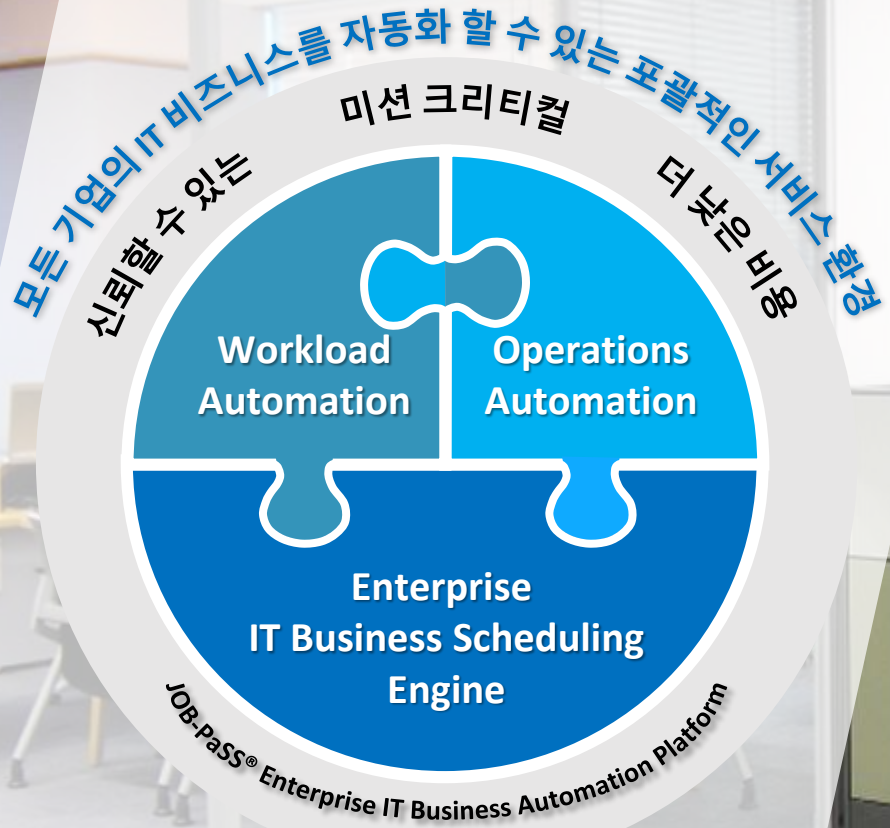 모든 기업의 IT 비즈니스를 자동화 할 수 있는 포괄적인 서비스 환경
신뢰할 수 있는
미션 크리티컬
더 낮은 비용
Workload
Automation
Operations
Automation
Enterprise
IT Business Scheduling
Engine
JOB-PaSS® Enterprise IT Business Automation Platform